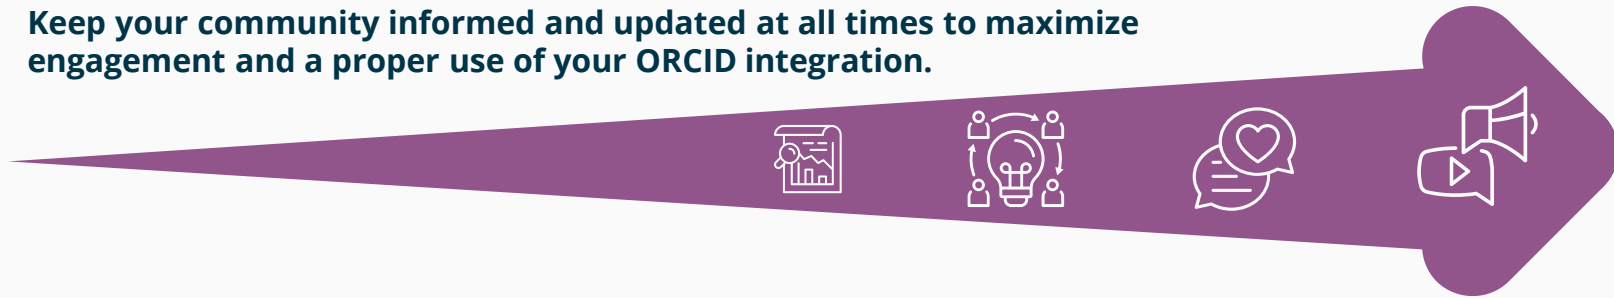 Keep your community informed and updated at all times to maximize
engagement and a proper use of your ORCID integration.